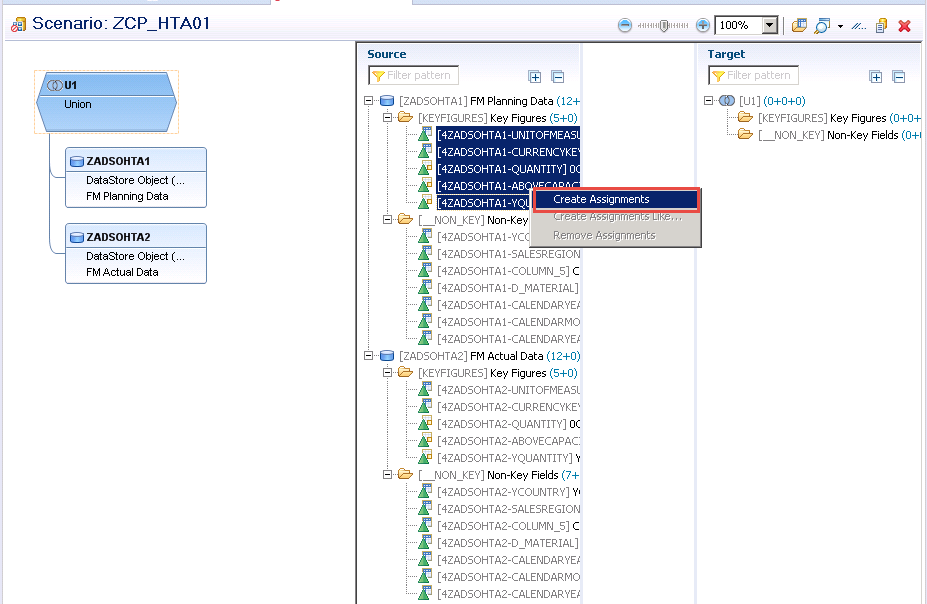 Scenario: ZCP_HTA01
100%
U1
Union
ZADSOHTA1
DataStore Object (...
FM Planning Data
ZADSOHTA2
DataStore Object (...
FM Actual Data
Source
Filter pattern
[ZADSOHTA1] FM Planning Data (12+
[KEYFIGURES] Key Figures (5+0)
[4ZADSOHTA1-UNITOFMEASU
[4ZADSOHTA1-CURRENCYKEY
[4ZADSOHTA1-QUANTITY] 0C
[4ZADSOHTA1-ABOVECAPACI
[4ZADSOHTA1-YQU
[__NON_KEY] Non-Key
[4ZADSOHTA1-YCO
[4ZADSOHTA1-SALESREGION
[4ZADSOHTA1-COLUMN_5] C
[4ZADSOHTA1-D_MATERIAL]
[4ZADSOHTA1-CALENDARYEA
[4ZADSOHTA1-CALENDARMO
[4ZADSOHTA1-CALENDARYEA
[ZADSOHTA2] FM Actual Data (12+0)
[KEYFIGURES] Key Figures (5+0)
[4ZADSOHTA2-UNITOFMEASU
[4ZADSOHTA2-CURRENCYKEY
[4ZADSOHTA2-QUANTITY] 0C
[4ZADSOHTA2-ABOVECAPACI
[4ZADSOHTA2-YQUANTITY] Y
[__NON_KEY] Non-Key Fields (7+
[4ZADSOHTA2-YCOUNTRY] Y
[4ZADSOHTA2-SALESREGION
[4ZADSOHTA2-COLUMN_5] C
[4ZADSOHTA2-D_MATERIAL]
[4ZADSOHTA2-CALENDARYEA
[4ZADSOHTA2-CALENDARMO
[4ZADSOHTA2-CALENDARYEA
Create Assignments
Create Assignments Like...
Remove Assignments
Target
Filter pattern
[U1] (0+0+0)
[KEYFIGURES] Key Figures (0+0+
[__NON_KEY] Non-Key Fields (0+